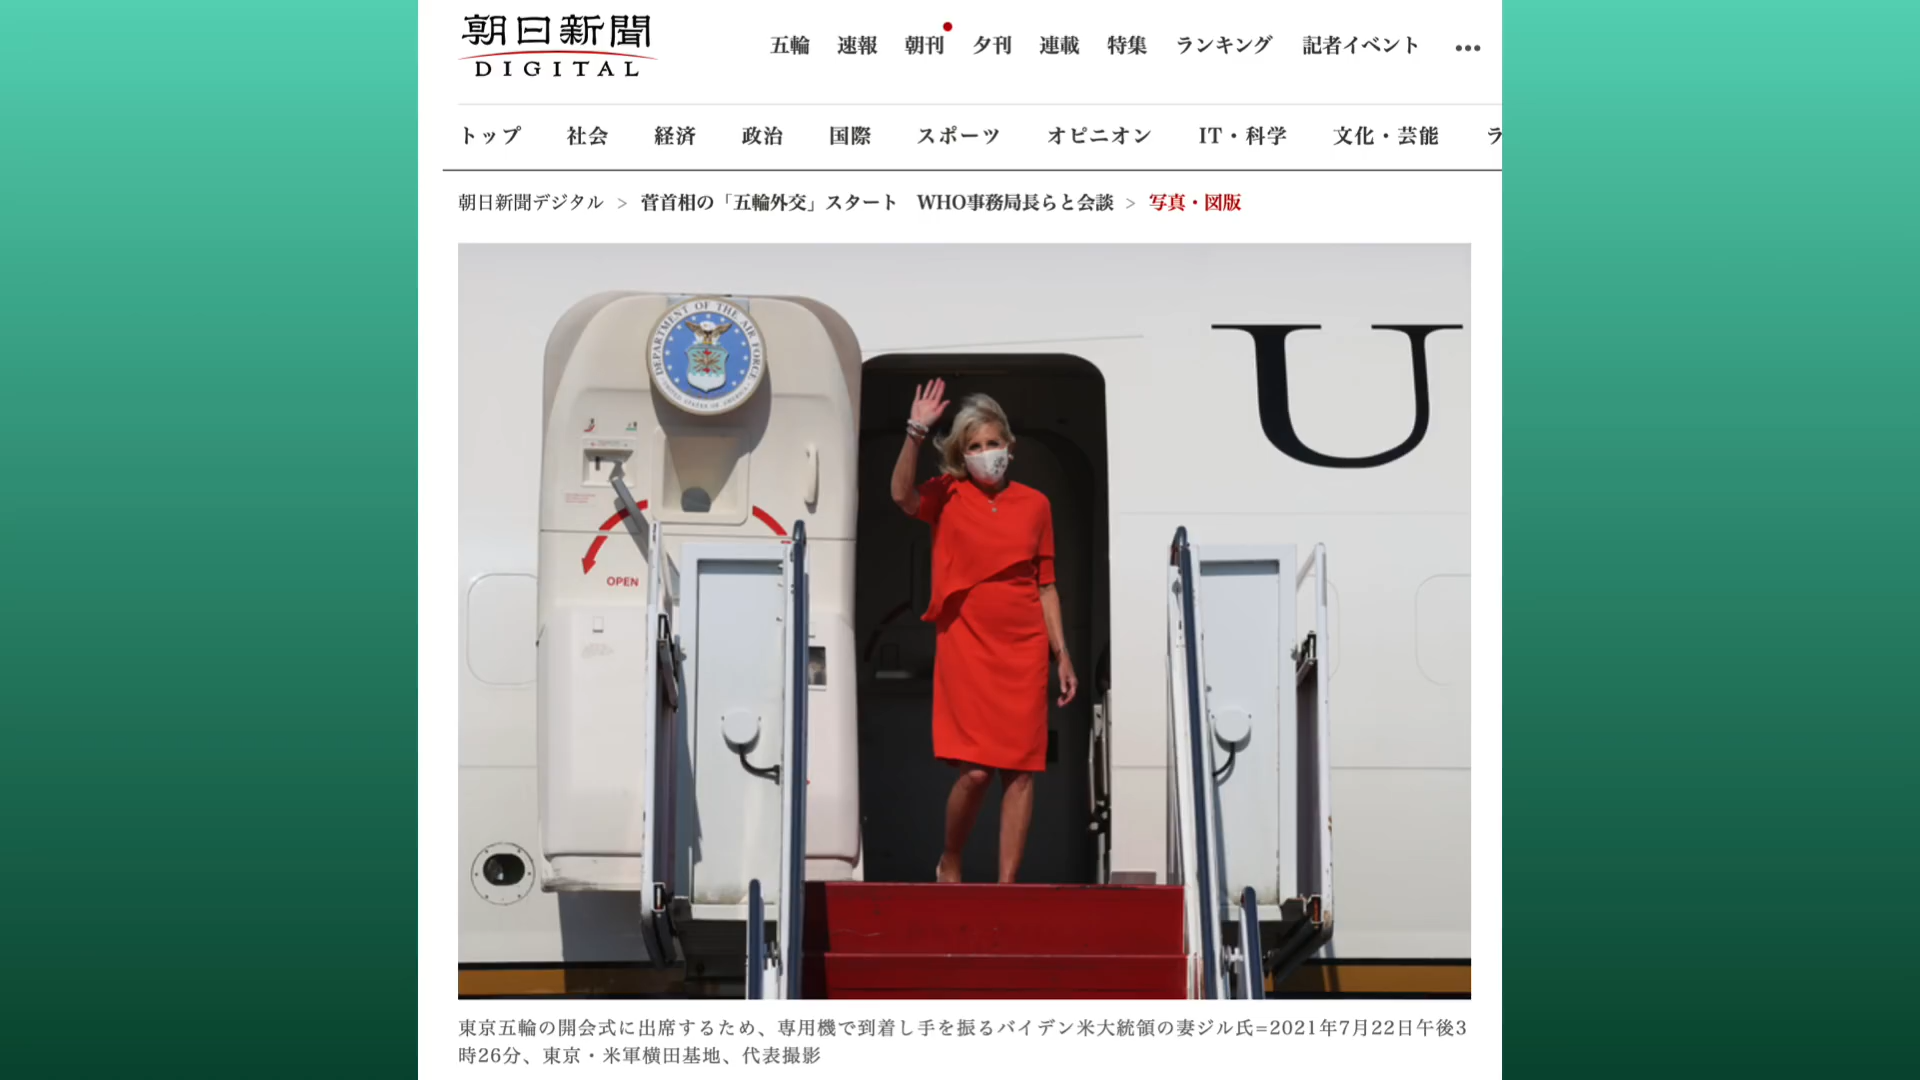 朝日新聞
DIGITAL
五輪 速報 朝刊 夕刊 連載 特集 ランキング 記者イベント •••
トップ 社会 経済 政治 国際 スポーツ オピニオン IT・科学 文化・芸能 ラ
朝日新聞デジタル > 菅首相の「五輪外交」スタート　WHO事務局長らと会談 > 写真・図版
DEPARTMENT OF THE AIR FORCE
UNITED STATES OF AMERICA
U
OPEN
東京五輪の開会式に出席するため、専用機で到着し手を振るバイデン米大統領の妻ジル氏=2021年7月22日午後3
時26分、東京・米軍横田基地、代表撮影